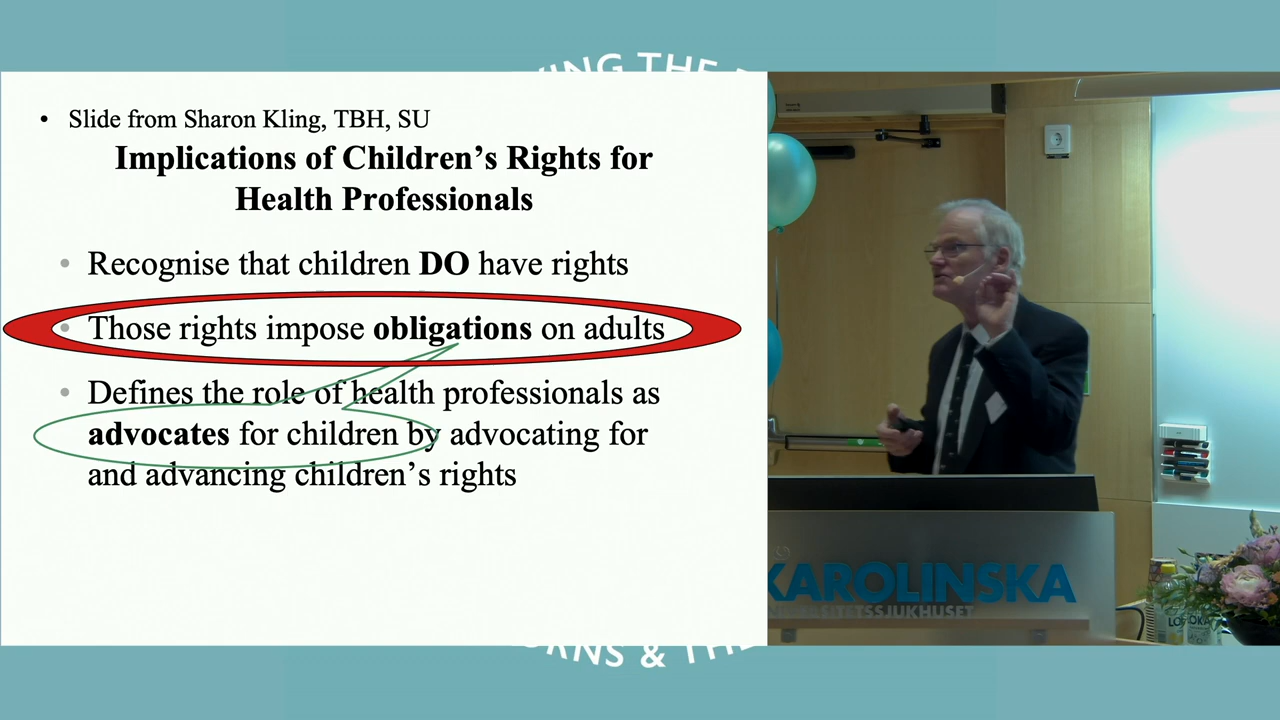 • Slide from Sharon Kling, TBH, SU
Implications of Children’s Rights for
Health Professionals
• Recognise that children DO have rights
• Those rights impose obligations on adults
• Defines the role of health professionals as
advocates for children by advocating for
and advancing children’s rights
KAROLINSKA
THE
& THE